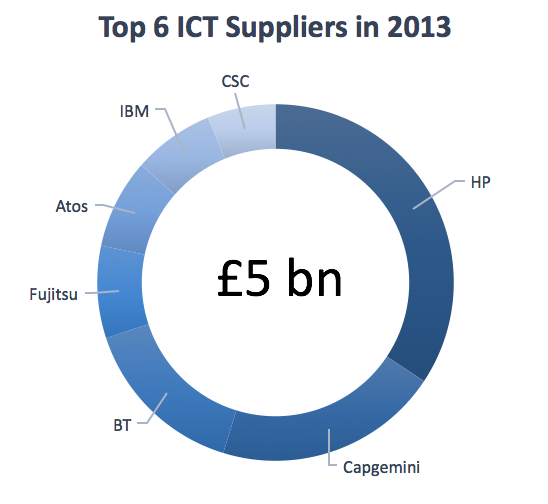 Top 6 ICT Suppliers in 2013
CSC
IBM
HP
Atos
£5 bn
Fujitsu
BT
Capgemini